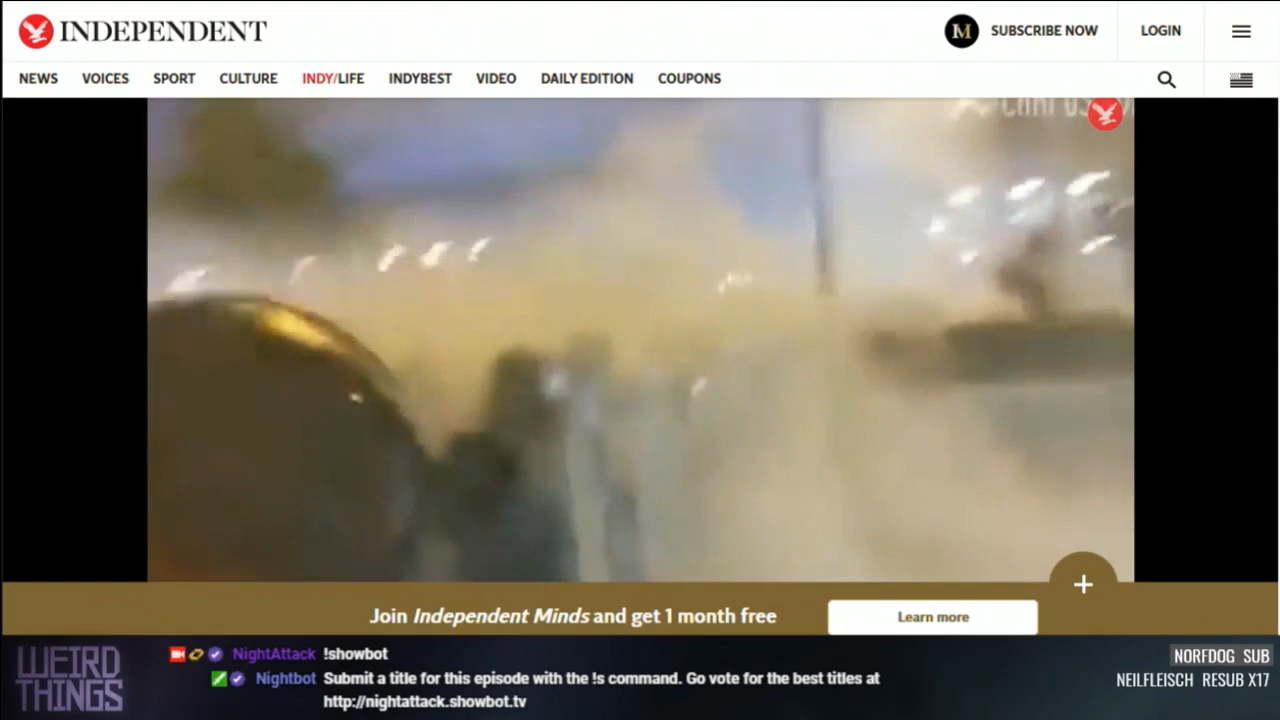 INDEPENDENT
M
SUBSCRIBE NOW
LOGIN
NEWS
VOICES
SPORT
CULTURE
INDY/LIFE
INDYBEST
VIDEO
DAILY EDITION
COUPONS
Join Independent Minds and get 1 month free
Learn more
+
WEIRD
THINGS
NightAttack !showbot
Nightbot Submit a title for this episode with the !s command. Go vote for the best titles at
http://nightattack.showbot.tv
NORFDOG SUB
NEILFLEISCH RESUB X17